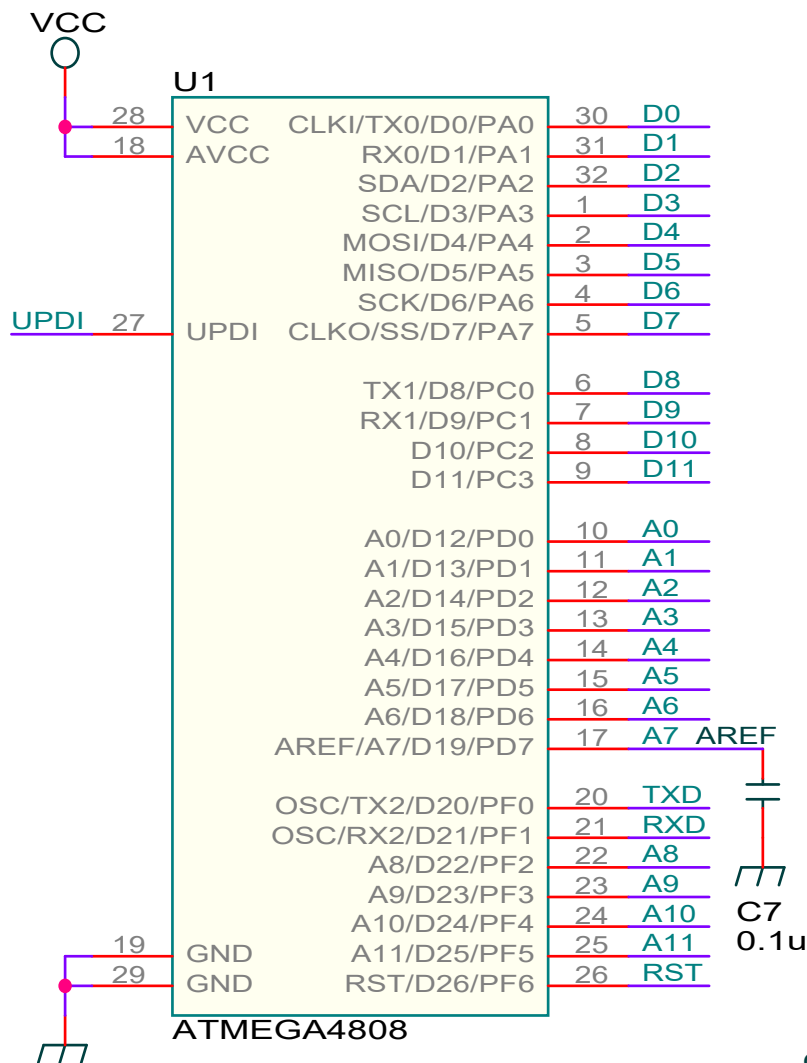 VCC
U1
28 VCC CLKI/TX0/D0/PA0 30 D0
18 AVCC RX0/D1/PA1 31 D1
SDA/D2/PA2 32 D2
SCL/D3/PA3 1 D3
MOSI/D4/PA4 2 D4
MISO/D5/PA5 3 D5
SCK/D6/PA6 4 D6
UPDI 27 UPDI CLKO/SS/D7/PA7 5 D7
TX1/D8/PC0 6 D8
RX1/D9/PC1 7 D9
D10/PC2 8 D10
D11/PC3 9 D11
A0/D12/PD0 10 A0
A1/D13/PD1 11 A1
A2/D14/PD2 12 A2
A3/D15/PD3 13 A3
A4/D16/PD4 14 A4
A5/D17/PD5 15 A5
A6/D18/PD6 16 A6
AREF/A7/D19/PD7 17 A7 AREF
OSC/TX2/D20/PF0 20 TXD
OSC/RX2/D21/PF1 21 RXD
A8/D22/PF2 22 A8
A9/D23/PF3 23 A9
A10/D24/PF4 24 A10
C7
19 GND A11/D25/PF5 25 A11
0.1u
29 GND RST/D26/PF6 26 RST
ATMEGA4808